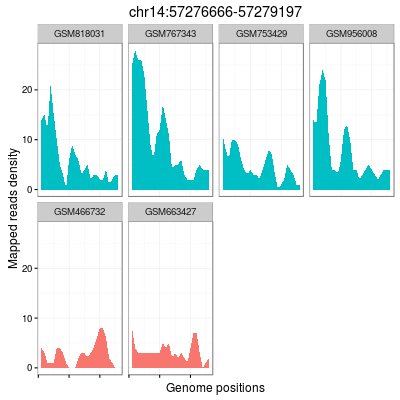 chr14:57276666-57279197
GSM818031 GSM767343 GSM753429 GSM956008
20
10
0
GSM466732 GSM663427
20
10
0
Mapped reads density
Genome positions